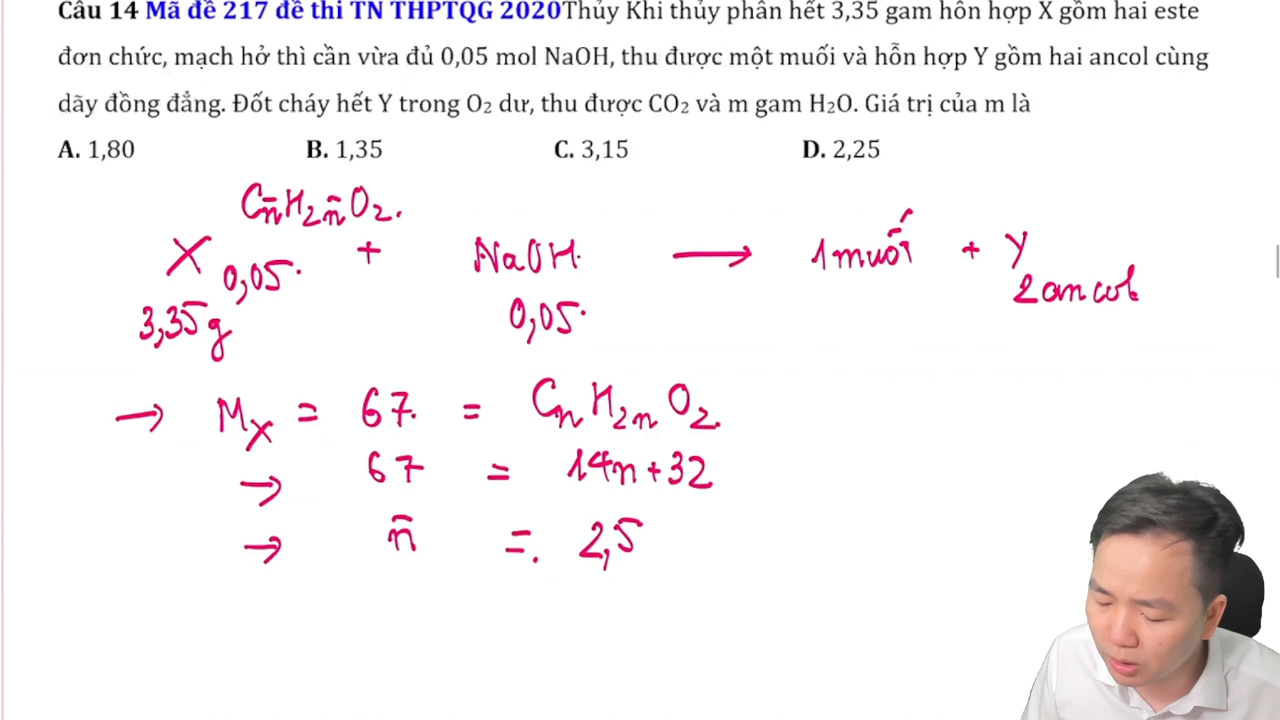 Câu 14 Mã đề 217 đề thi TN THPTQG 2020Thủy Khi thủy phân hết 3,35 gam hỗn hợp X gồm hai este
đơn chức, mạch hở thì cần vừa đủ 0,05 mol NaOH, thu được một muối và hỗn hợp Y gồm hai ancol cùng
dãy đồng đẳng. Đốt cháy hết Y trong O₂ dư, thu được CO₂ và m gam H₂O. Giá trị của m là
A. 1,80 B. 1,35 C. 3,15 D. 2,25
Cn̄H2n̄O2.
X + NaOH → 1 muối + Y
0,05. 2 ancol
3,35g 0,05.
→ Mx = 67. = CnH2nO2.
→ 67 = 14n+32
→ n̄ =. 2,5